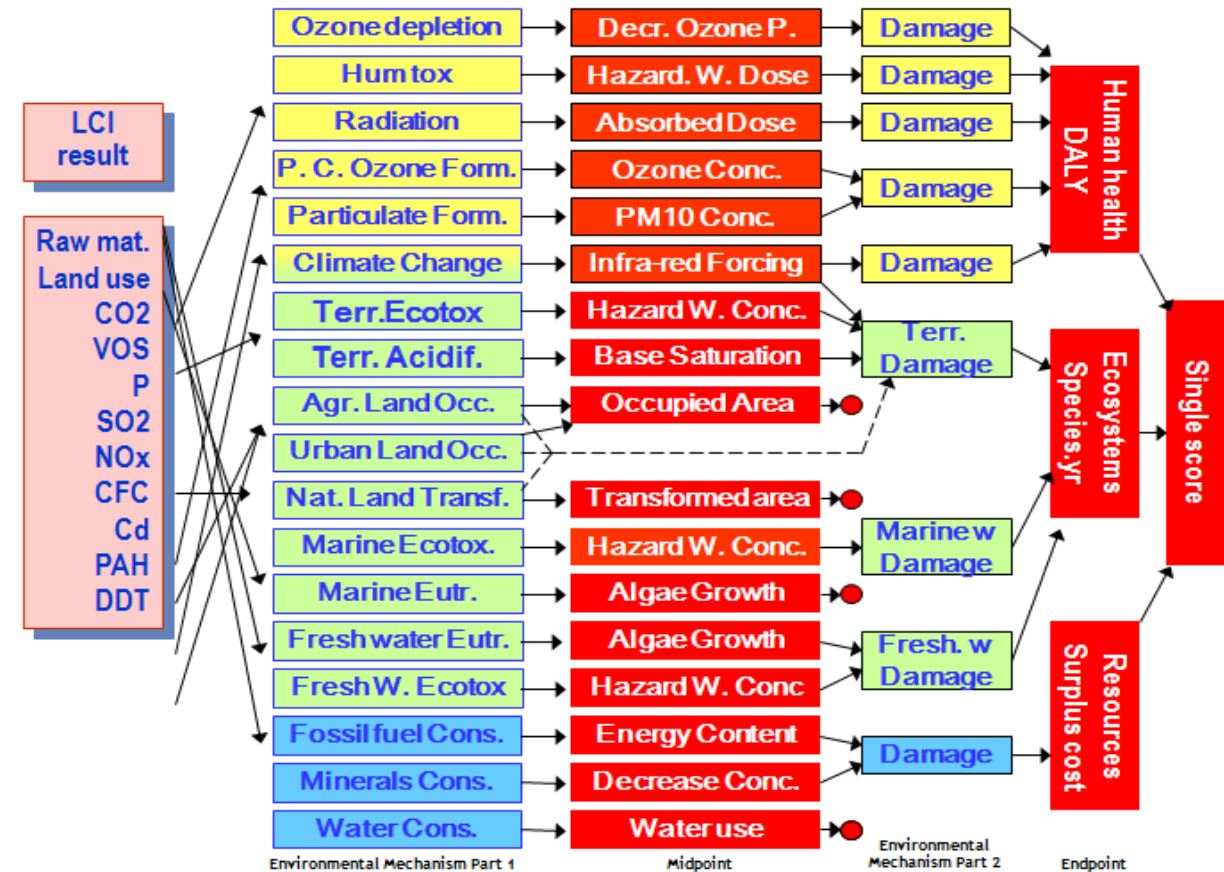 LCI
result
Raw mat.
Land use
CO2
VOS
P
SO2
NOx
CFC
Cd
PAH
DDT
Ozone depletion
Hum tox
Radiation
P. C. Ozone Form.
Particulate Form.
Climate Change
Terr.Ecotox
Terr. Acidif.
Agr. Land Occ.
Urban Land Occ.
Nat. Land Transf.
Marine Ecotox.
Marine Eutr.
Freshwater Eutr.
Fresh W. Ecotox
Fossil fuel Cons.
Minerals Cons.
Water Cons.
Environmental Mechanism Part 1
Decr. Ozone P.
Hazard. W. Dose
Absorbed Dose
Ozone Conc.
PM10 Conc.
Infra-red Forcing
Hazard W. Conc.
Base Saturation
Occupied Area
Transformed area
Hazard W. Conc.
Algae Growth
Algae Growth
Hazard W. Conc
Energy Content
Decrease Conc.
Water use
Midpoint
Damage
Damage
Damage
Damage
Damage
Terr.
Damage
Marine w
Damage
Fresh. w
Damage
Damage
Environmental
Mechanism Part 2
Human health
DALY
Ecosystems
Species.yr
Resources
Surplus cost
Endpoint
Single score